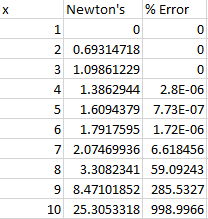 x Newton's % Error
1 0 0
2 0.69314718 0
3 1.09861229 0
4 1.3862944 2.8E-06
5 1.6094379 7.73E-07
6 1.7917595 1.72E-06
7 2.07469936 6.618456
8 3.3082341 59.09243
9 8.47101852 285.5327
10 25.3053318 998.9966